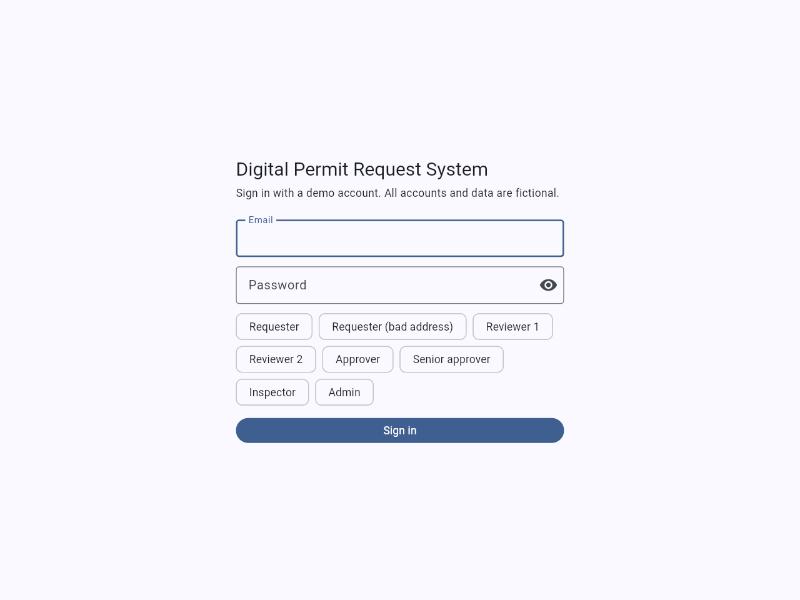 Digital Permit Request System
Sign in with a demo account. All accounts and data are fictional.
Email
Password
Requester
Requester (bad address)
Reviewer 1
Reviewer 2
Approver
Senior approver
Inspector
Admin
Sign in